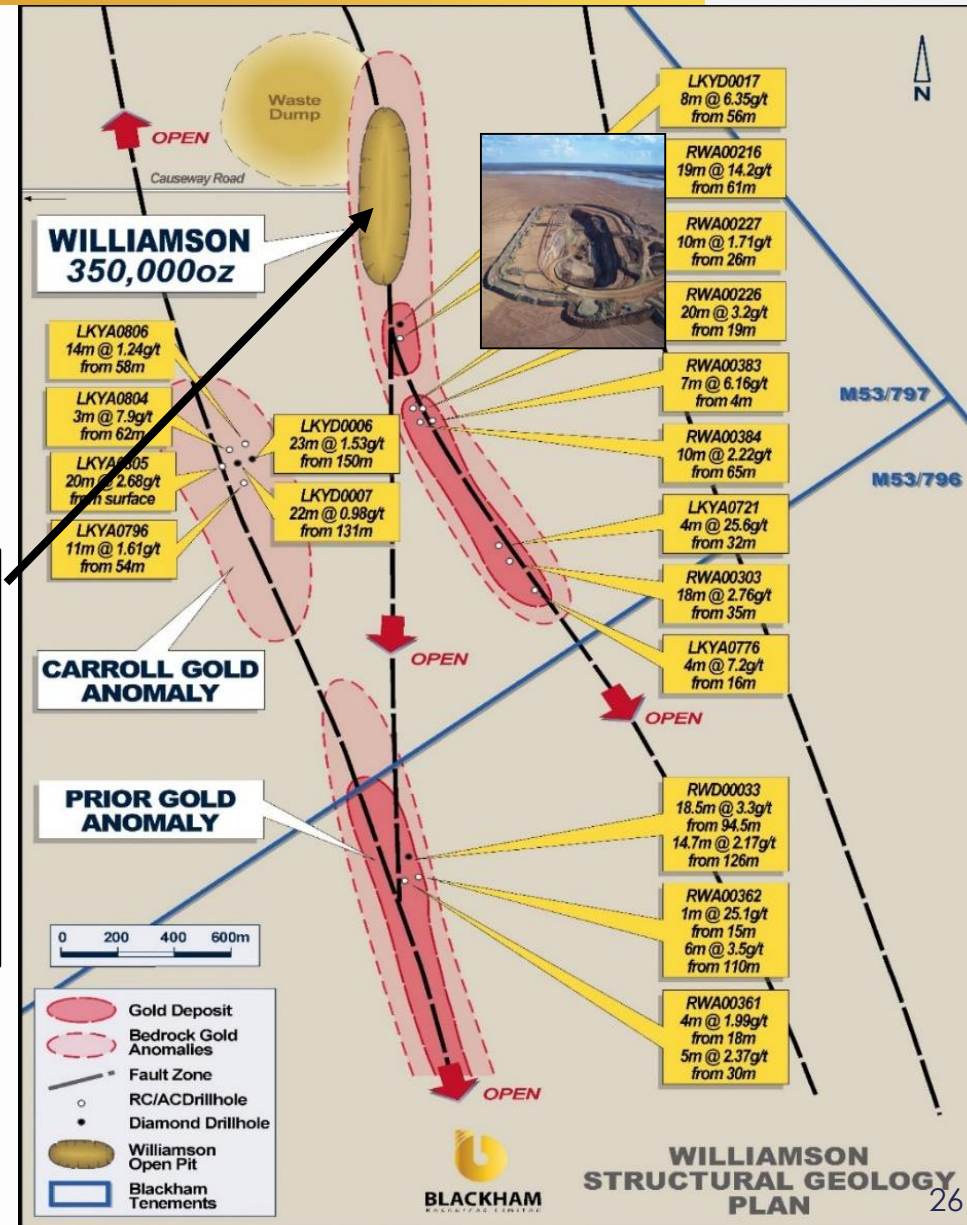 N
Waste
Dump
OPEN
Causeway Road
WILLIAMSON
350,000oz
LKYD0017
8m @ 6.35g/t
from 56m
RWA00216
19m @ 14.2g/t
from 61m
RWA00227
10m @ 1.71g/t
from 26m
RWA00226
20m @ 3.2g/t
from 19m
RWA00383
7m @ 6.16g/t
from 4m
RWA00384
10m @ 2.22g/t
from 65m
LKYA0721
4m @ 25.6g/t
from 32m
RWA00303
18m @ 2.76g/t
from 35m
LKYA0776
4m @ 7.2g/t
from 16m
M53/797
M53/796
LKYA0806
14m @ 1.24g/t
from 58m
LKYA0804
3m @ 7.9g/t
from 62m
LKYA0805
20m @ 2.68g/t
from surface
LKYA0796
11m @ 1.61g/t
from 54m
LKYD0006
23m @ 1.53g/t
from 150m
LKYD0007
22m @ 0.98g/t
from 131m
OPEN
OPEN
CARROLL GOLD
ANOMALY
PRIOR GOLD
ANOMALY
RWD00033
18.5m @ 3.3g/t
from 94.5m
14.7m @ 2.17g/t
from 126m
RWA00362
1m @ 25.1g/t
from 15m
6m @ 3.5g/t
from 110m
RWA00361
4m @ 1.99g/t
from 18m
5m @ 2.37g/t
from 30m
OPEN
0 200 400 600m
Gold Deposit
Bedrock Gold
Anomalies
Fault Zone
RC/ACDrillhole
Diamond Drillhole
Williamson
Open Pit
Blackham
Tenements
BLACKHAM
RESOURCES LIMITED
WILLIAMSON
STRUCTURAL GEOLOGY
PLAN
26